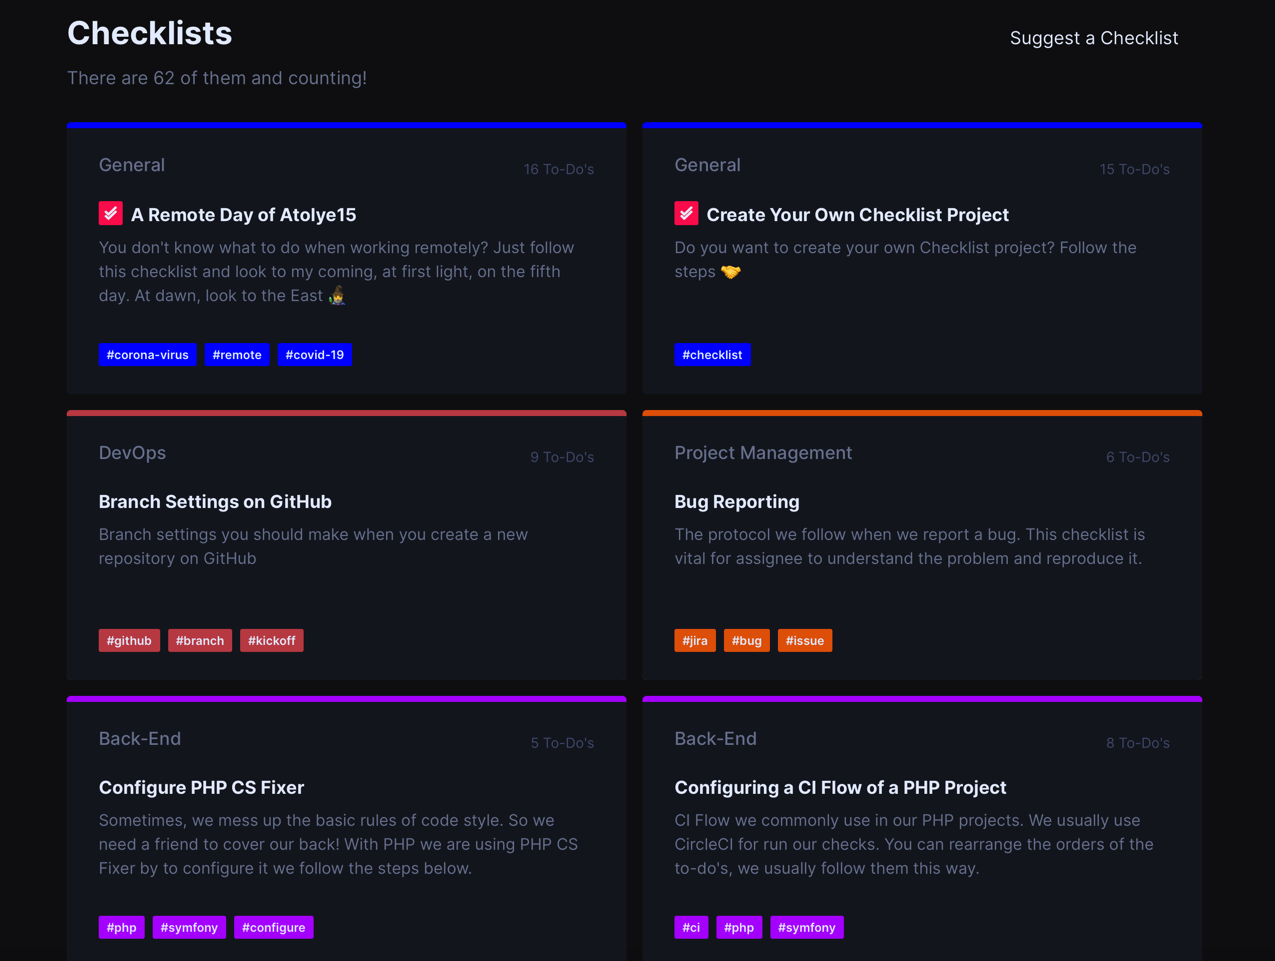 Checklists
Suggest a Checklist
There are 62 of them and counting!
General
16 To-Do's
A Remote Day of Atolye15
You don't know what to do when working remotely? Just follow
this checklist and look to my coming, at first light, on the fifth
day. At dawn, look to the East
#corona-virus #remote #covid-19
General
15 To-Do's
Create Your Own Checklist Project
Do you want to create your own Checklist project? Follow the
steps
#checklist
DevOps
9 To-Do's
Branch Settings on GitHub
Branch settings you should make when you create a new
repository on GitHub
#github #branch #kickoff
Project Management
6 To-Do's
Bug Reporting
The protocol we follow when we report a bug. This checklist is
vital for assignee to understand the problem and reproduce it.
#jira #bug #issue
Back-End
5 To-Do's
Configure PHP CS Fixer
Sometimes, we mess up the basic rules of code style. So we
need a friend to cover our back! With PHP we are using PHP CS
Fixer by to configure it we follow the steps below.
#php #symfony #configure
Back-End
8 To-Do's
Configuring a CI Flow of a PHP Project
CI Flow we commonly use in our PHP projects. We usually use
CircleCI for run our checks. You can rearrange the orders of the
to-do's, we usually follow them this way.
#ci #php #symfony